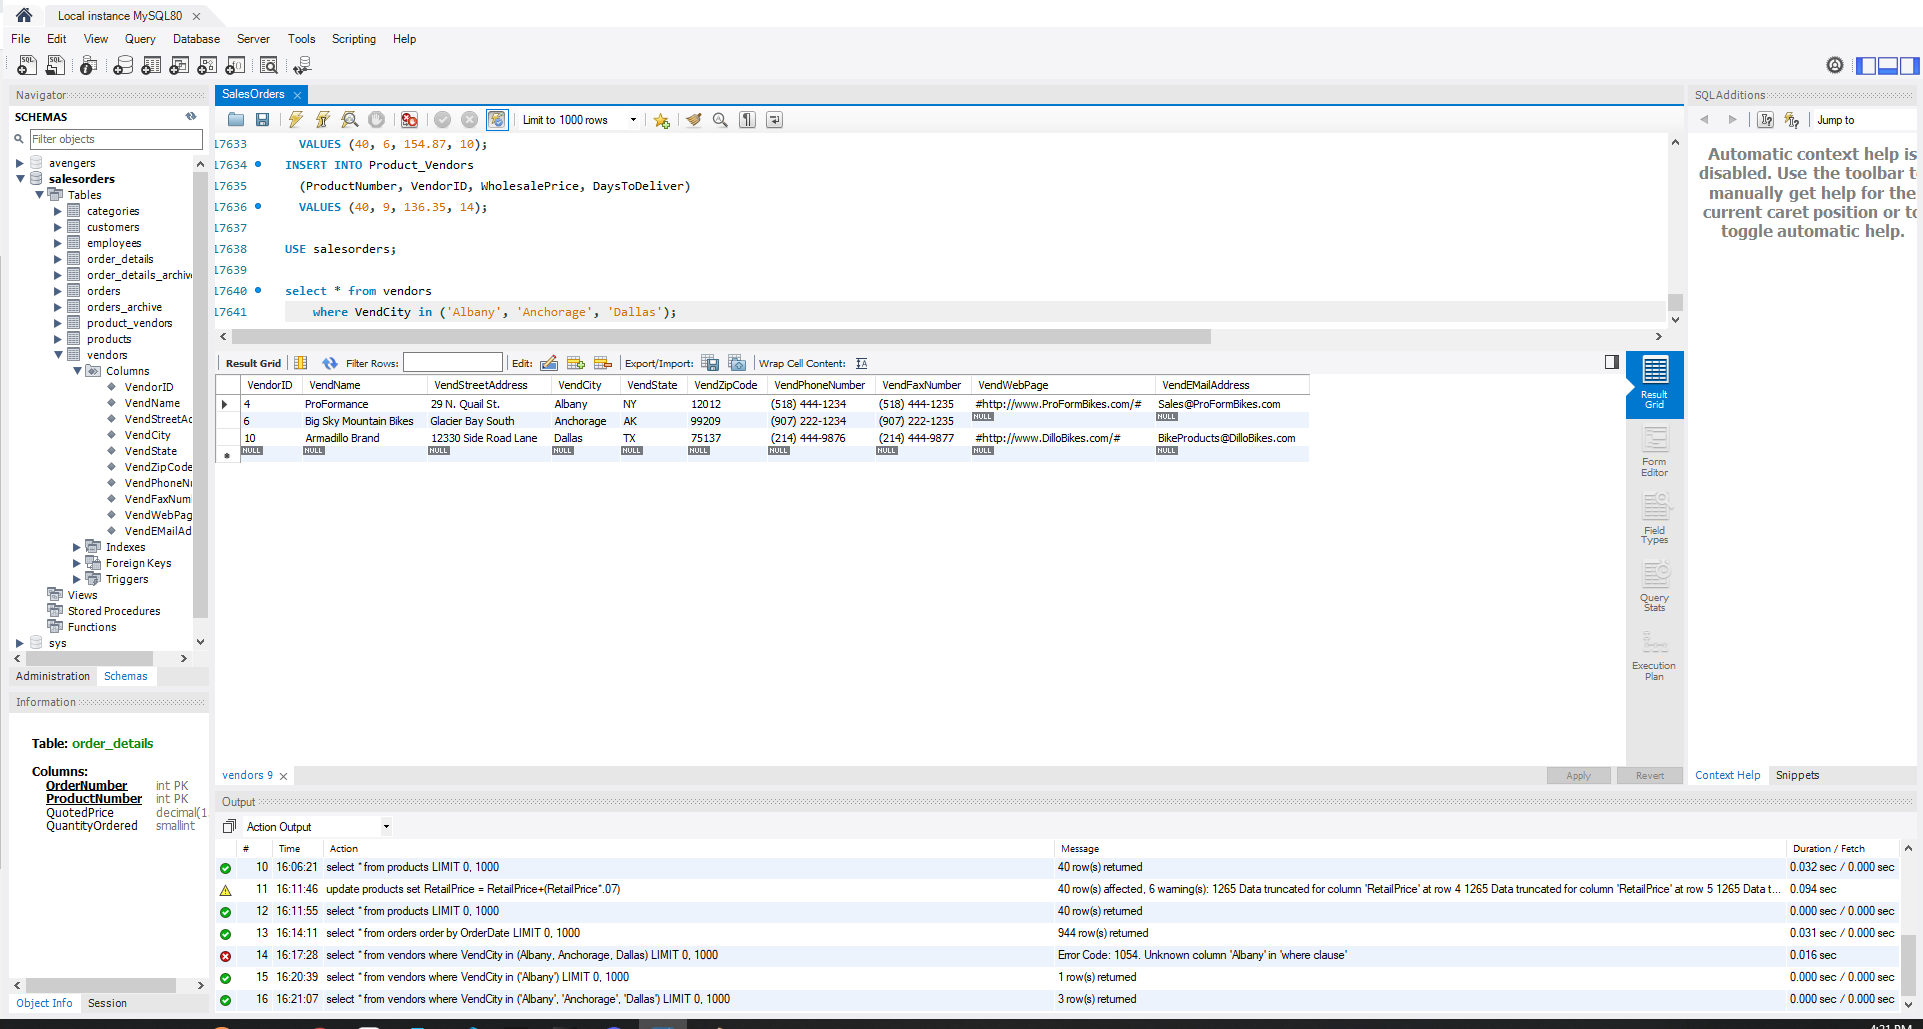 Local instance MySQL80
File Edit View Query Database Server Tools Scripting Help
Navigator
SCHEMAS
Filter objects
avengers
salesorders
Tables
categories
customers
employees
order_details
order_details_archiv
orders
orders_archive
product_vendors
products
vendors
Columns
VendorID
VendName
VendStreetAc
VendCity
VendState
VendZipCode
VendPhoneNu
VendFaxNum
VendWebPag
VendEMailAd
Indexes
Foreign Keys
Triggers
Views
Stored Procedures
Functions
sys
Administration Schemas
Information
Table: order_details
Columns:
OrderNumber int PK
ProductNumber int PK
QuotedPrice decimal(1
QuantityOrdered smallint
Object Info Session
SalesOrders
Limit to 1000 rows
17633 VALUES (40, 6, 154.87, 10);
17634 INSERT INTO Product_Vendors
17635 (ProductNumber, VendorID, WholesalePrice, DaysToDeliver)
17636 VALUES (40, 9, 136.35, 14);
17637
17638 USE salesorders;
17639
17640 select * from vendors
17641 where VendCity in ('Albany', 'Anchorage', 'Dallas');
Result Grid Filter Rows: Edit: Export/Import: Wrap Cell Content: IA
VendorID VendName VendStreetAddress VendCity VendState VendZipCode VendPhoneNumber VendFaxNumber VendWebPage VendEMailAddress
4 ProFormance 29 N. Quail St. Albany NY 12012 (518) 444-1234 (518) 444-1235 #http://www.ProFormBikes.com/# Sales@ProFormBikes.com
6 Big Sky Mountain Bikes Glacier Bay South Anchorage AK 99209 (907) 222-1234 (907) 222-1235 NULL NULL
10 Armadillo Brand 12330 Side Road Lane Dallas TX 75137 (214) 444-9876 (214) 444-9877 #http://www.DilloBikes.com/# BikeProducts@DilloBikes.com
NULL NULL NULL NULL NULL NULL NULL NULL NULL NULL
Result Grid
Form Editor
Field Types
Query Stats
Execution Plan
vendors 9
Apply Revert
SQLAdditions
Jump to
Automatic context help is
disabled. Use the toolbar t
manually get help for the
current caret position or to
toggle automatic help.
Context Help Snippets
Output
Action Output
# Time Action Message Duration / Fetch
10 16:06:21 select * from products LIMIT 0, 1000 40 row(s) returned 0.032 sec / 0.000 sec
11 16:11:46 update products set RetailPrice = RetailPrice+(RetailPrice*.07) 40 row(s) affected, 6 warning(s): 1265 Data truncated for column 'RetailPrice' at row 4 1265 Data truncated for column 'RetailPrice' at row 5 1265 Data t... 0.094 sec
12 16:11:55 select * from products LIMIT 0, 1000 40 row(s) returned 0.000 sec / 0.000 sec
13 16:14:11 select * from orders order by OrderDate LIMIT 0, 1000 944 row(s) returned 0.031 sec / 0.000 sec
14 16:17:28 select * from vendors where VendCity in (Albany, Anchorage, Dallas) LIMIT 0, 1000 Error Code: 1054. Unknown column 'Albany' in 'where clause' 0.016 sec
15 16:20:39 select * from vendors where VendCity in ('Albany') LIMIT 0, 1000 1 row(s) returned 0.000 sec / 0.000 sec
16 16:21:07 select * from vendors where VendCity in ('Albany', 'Anchorage', 'Dallas') LIMIT 0, 1000 3 row(s) returned 0.000 sec / 0.000 sec